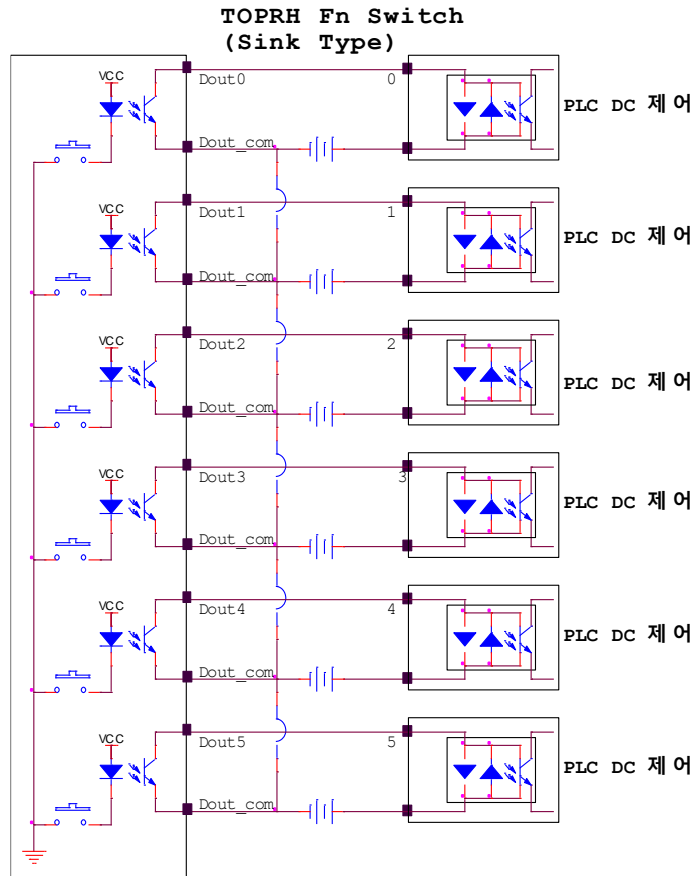 TOPRH Fn Switch
(Sink Type)
VCC
Dout0 0
PLC DC 제어
Dout_com
VCC
Dout1 1
PLC DC 제어
Dout_com
VCC
Dout2 2
PLC DC 제어
Dout_com
VCC
Dout3 3
PLC DC 제어
Dout_com
VCC
Dout4 4
PLC DC 제어
Dout_com
VCC
Dout5 5
PLC DC 제어
Dout_com